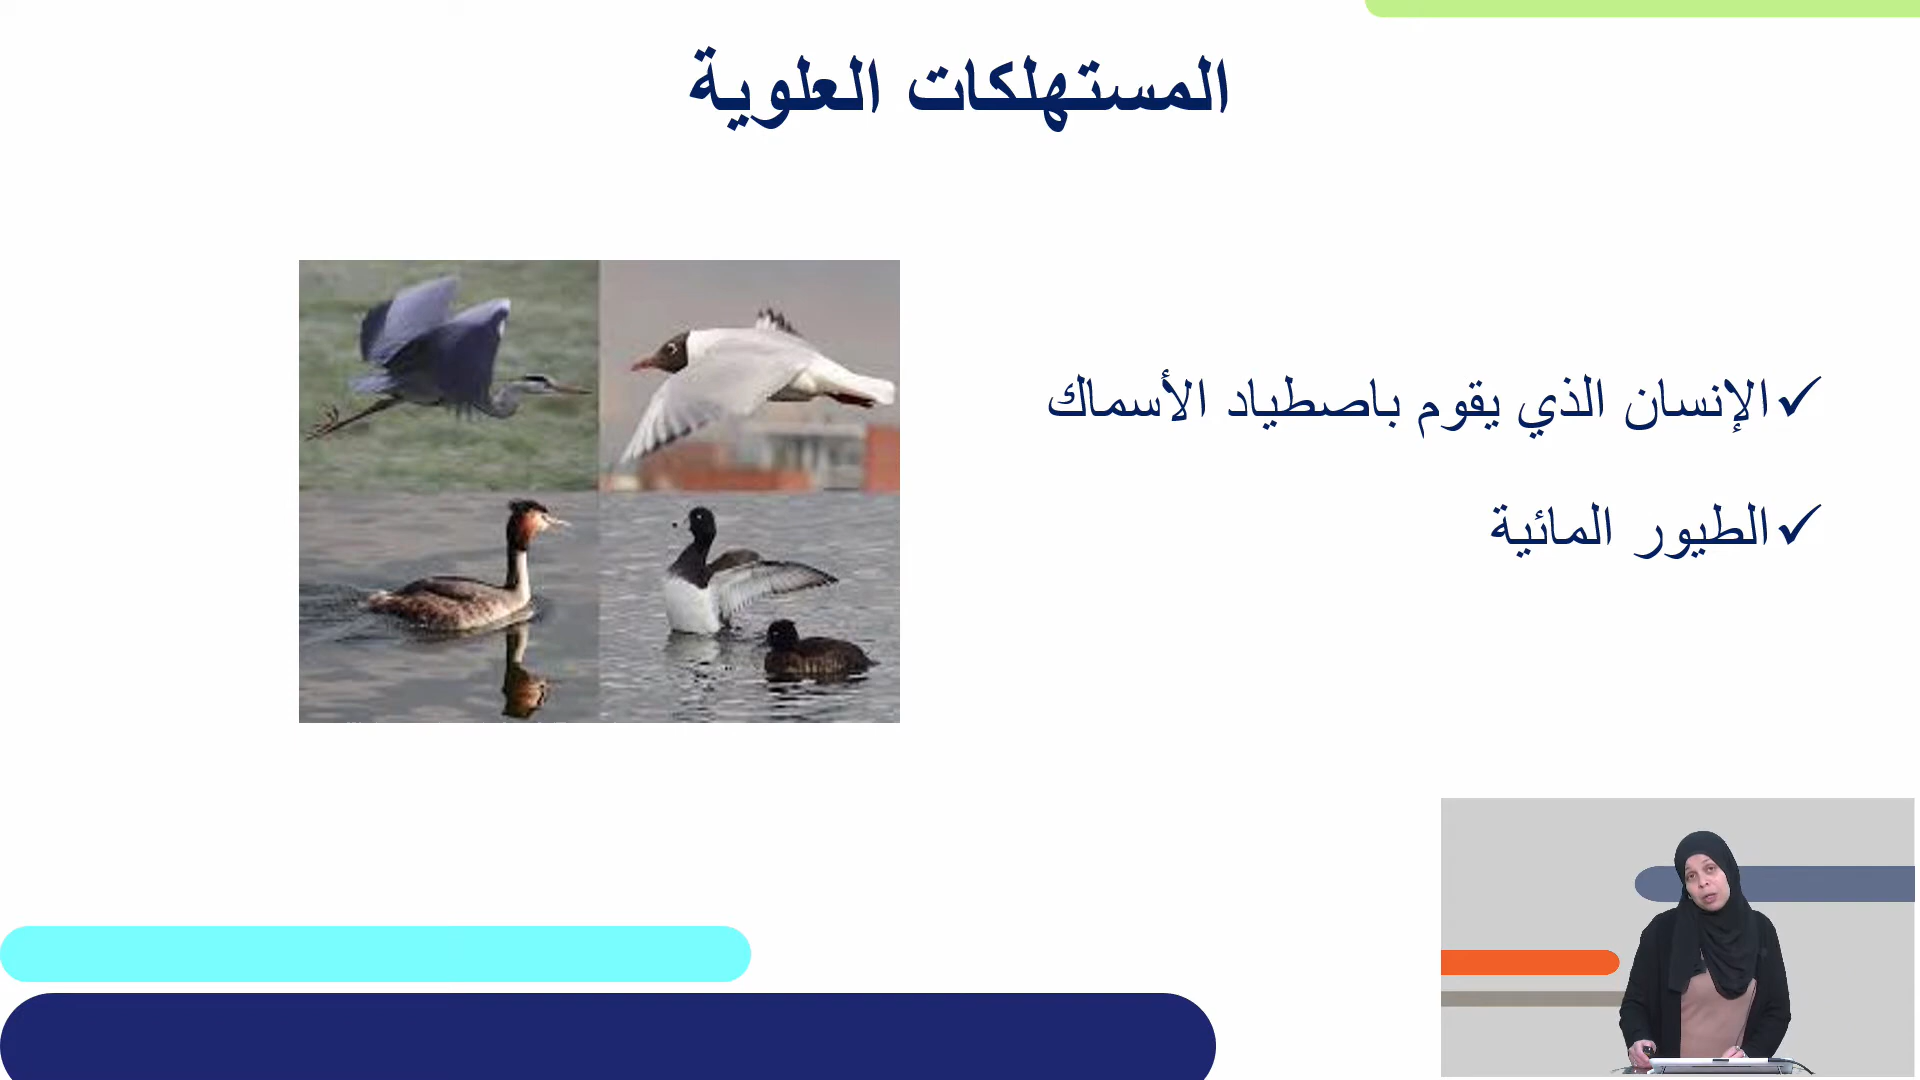 المستهلكات العلوية
✓الإنسان الذي يقوم باصطياد الأسماك
✓الطيور المائية